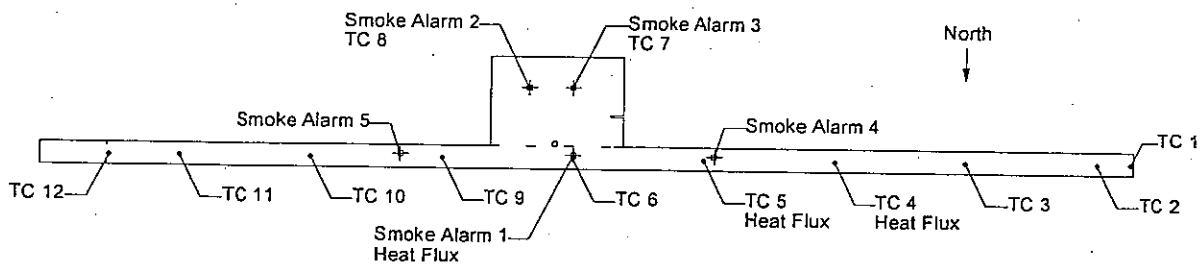 Smoke Alarm 2
TC 8
Smoke Alarm 3
TC 7
North
Smoke Alarm 5
Smoke Alarm 4
TC 1
TC 12
TC 11
TC 10
TC 9
TC 6
TC 5
Heat Flux
TC 4
Heat Flux
TC 3
TC 2
Smoke Alarm 1
Heat Flux